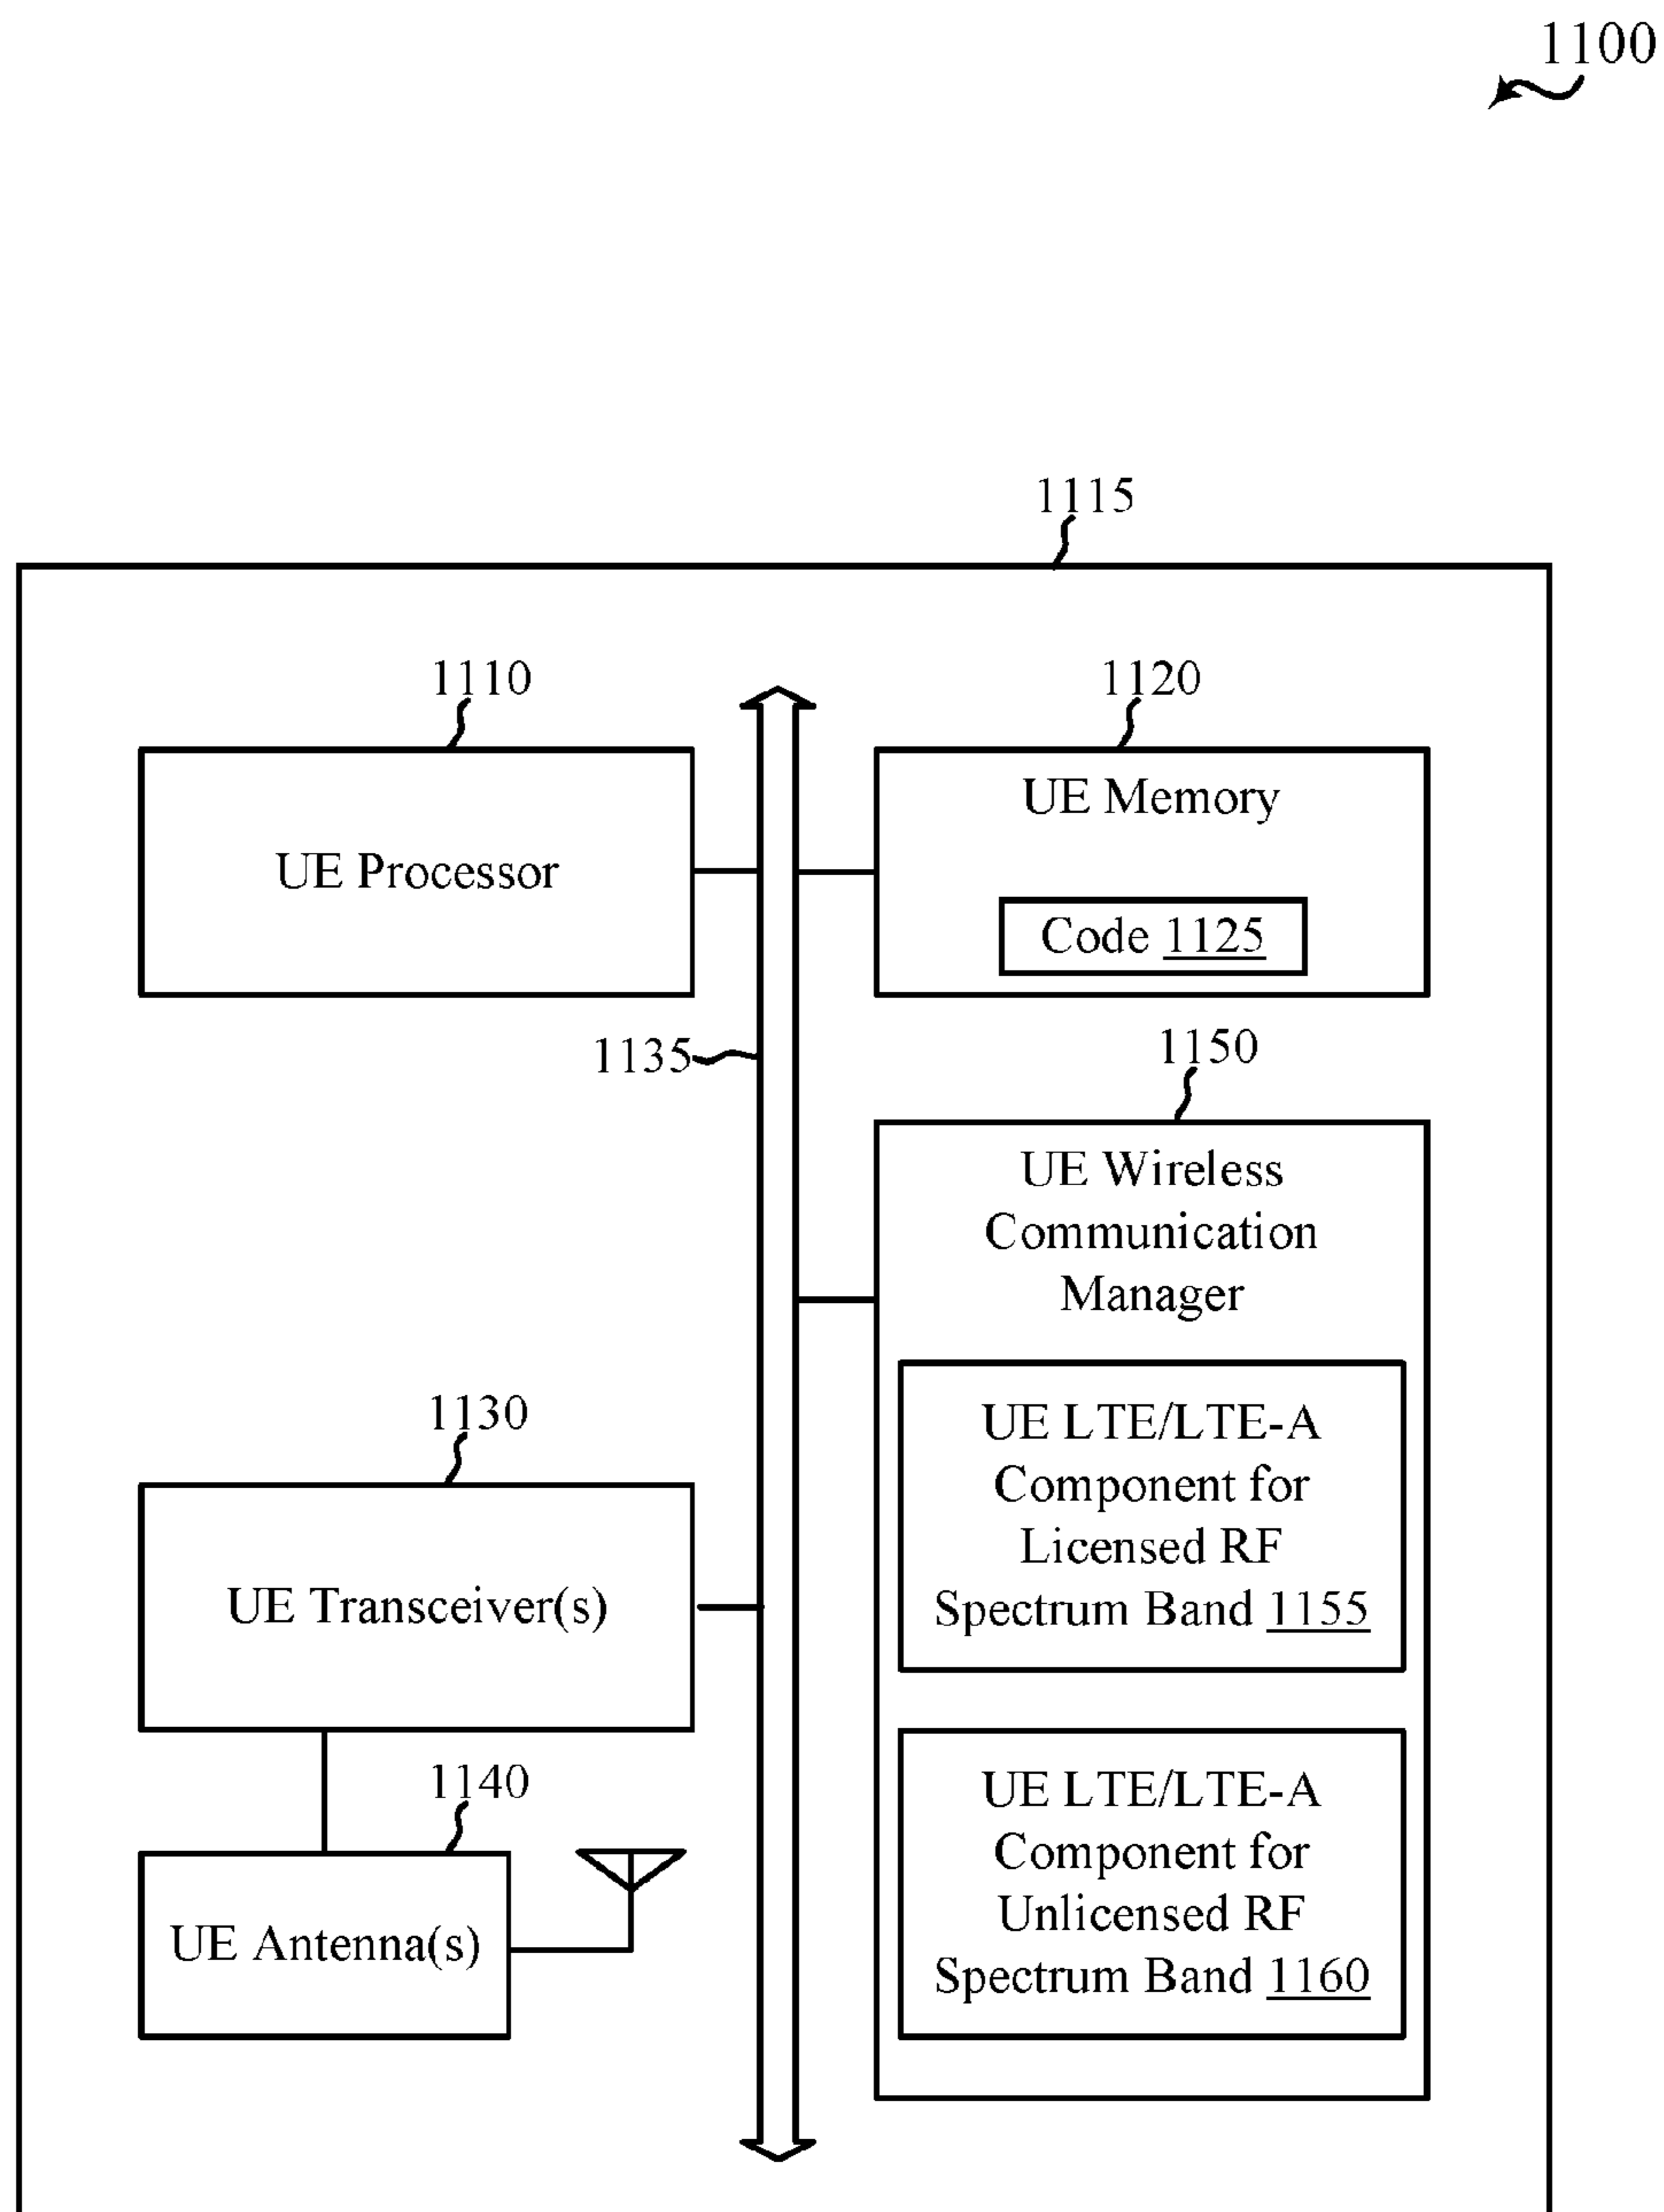 1100
1115
1110
1120
UE Processor
UE Memory
Code 1125
1135
1150
UE Wireless
Communication
Manager
1130
UE LTE/LTE-A
Component for
Licensed RF
Spectrum Band 1155
UE Transceiver(s)
1140
UE LTE/LTE-A
Component for
Unlicensed RF
Spectrum Band 1160
UE Antenna(s)